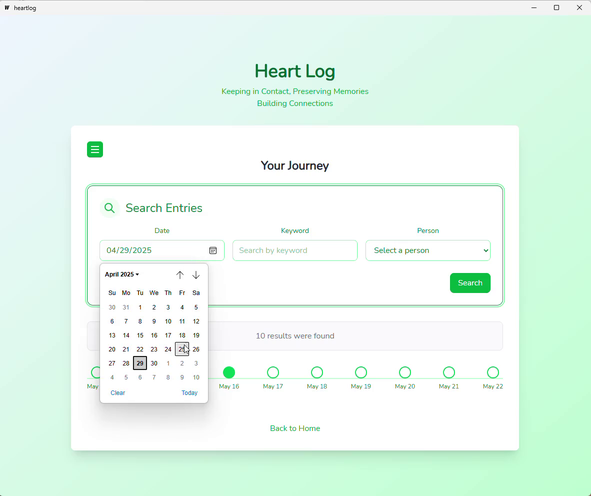 heartlog
Heart Log
Keeping in Contact, Preserving Memories
Building Connections
Your Journey
Search Entries
Date Keyword Person
04/29/2025 Search by keyword Select a person
April 2025
Search
Su Mo Tu We Th Fr Sa
30 31 1 2 3 4 5
6 7 8 9 10 11 12
13 14 15 16 17 18 19
10 results were found
20 21 22 23 24 25 26
27 28 29 30 1 2 3
4 5 6 7 8 9 10
May May 16 May 17 May 18 May 19 May 20 May 21 May 22
Clear Today
Back to Home